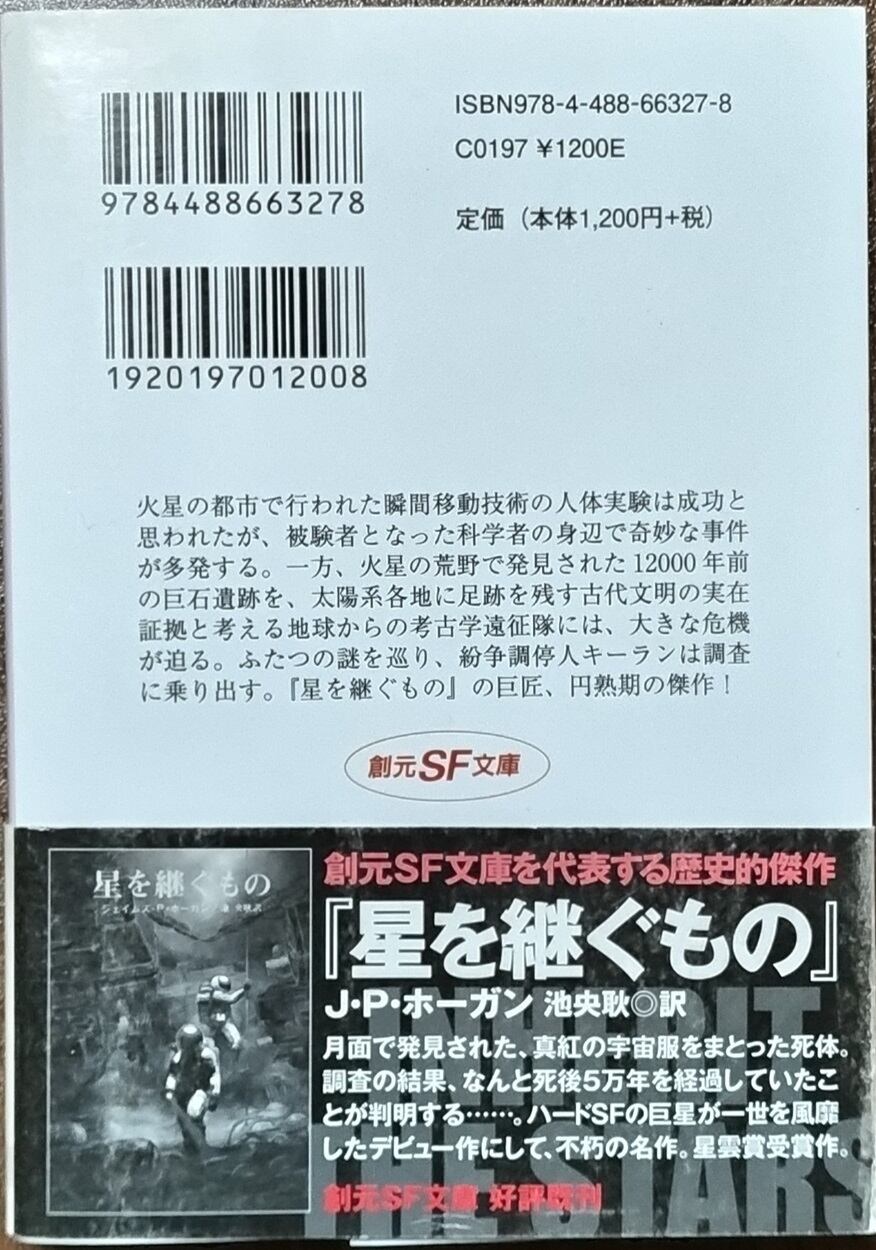 ISBN978-4-488-66327-8
C0197 ¥1200E
定価（本体1,200円+税）
9784488663278
1920197012008
火星の都市で行われた瞬間移動技術の人体実験は成功と
思われたが、被験者となった科学者の身辺で奇妙な事件
が多発する。一方、火星の荒野で発見された12000年前
の巨石遺跡を、太陽系各地に足跡を残す古代文明の実在
証拠と考える地球からの考古学遠征隊には、大きな危機
が迫る。ふたつの謎を巡り、紛争調停人キーランは調査
に乗り出す。『星を継ぐもの』の巨匠、円熟期の傑作！
創元SF文庫
星を継ぐもの
ジェイムズ・P・ホーガン 池 央耿訳
創元SF文庫を代表する歴史的傑作
『星を継ぐもの』
J・P・ホーガン 池央耿◎訳
月面で発見された、真紅の宇宙服をまとった死体。
調査の結果、なんと死後5万年を経過していたこ
とが判明する……。ハードSFの巨星が一世を風靡
したデビュー作にして、不朽の名作。星雲賞受賞作。
創元SF文庫 好評既刊
INHERIT
THE STARS